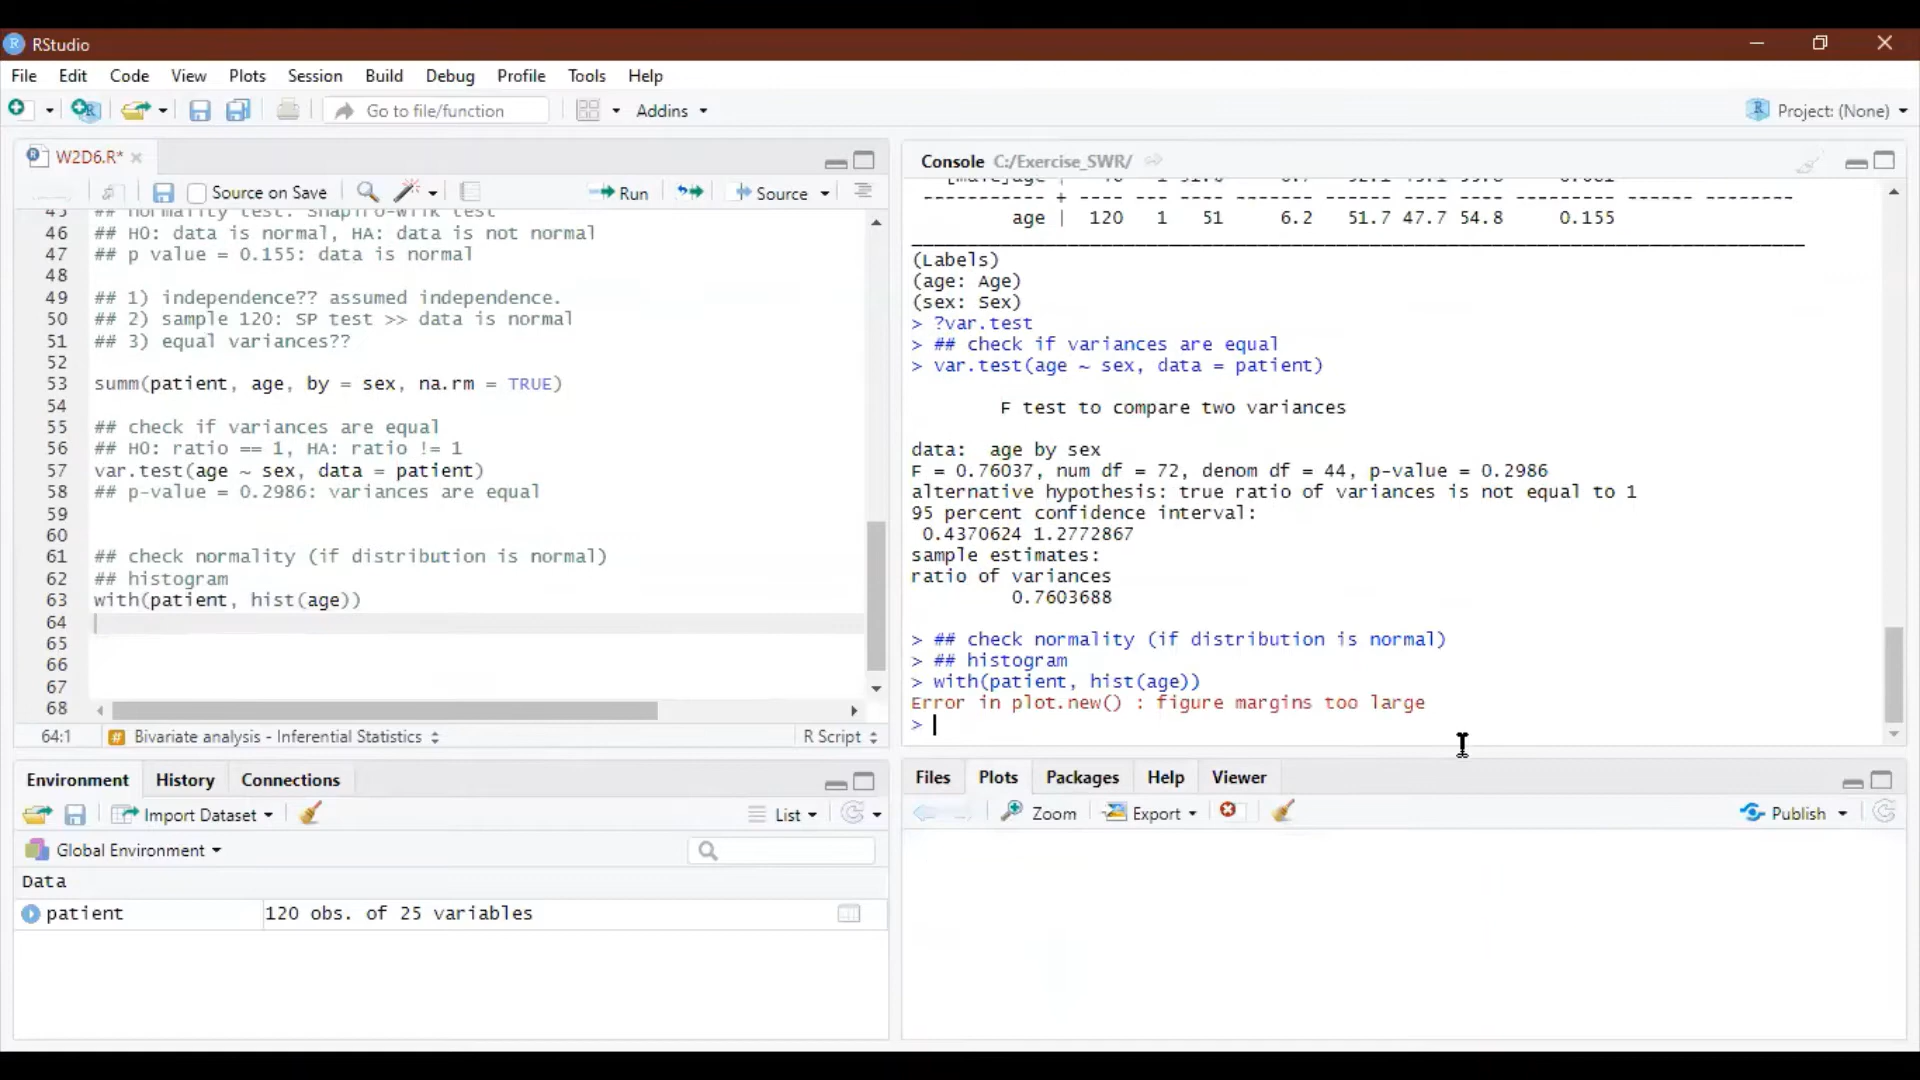 RStudio
File Edit Code View Plots Session Build Debug Profile Tools Help
Go to file/function Addins Project: (None)
W2D6.R*
Source on Save Run Source
45 ## normality test: Shapiro-Wilk test
46 ## H0: data is normal, HA: data is not normal
47 ## p value = 0.155: data is normal
48
49 ## 1) independence?? assumed independence.
50 ## 2) sample 120: SP test >> data is normal
51 ## 3) equal variances??
52
53 summ(patient, age, by = sex, na.rm = TRUE)
54
55 ## check if variances are equal
56 ## H0: ratio == 1, HA: ratio != 1
57 var.test(age ~ sex, data = patient)
58 ## p-value = 0.2986: variances are equal
59
60
61 ## check normality (if distribution is normal)
62 ## histogram
63 with(patient, hist(age))
64
65
66
67
68
64:1 # Bivariate analysis - Inferential Statistics R Script
Console C:/Exercise_SWR/
----------- + ---- --- ---- ------- ------ ---- ---- --------- ------ --------
age | 120 1 51 6.2 51.7 47.7 54.8 0.155
(Labels)
(age: Age)
(sex: Sex)
> ?var.test
> ## check if variances are equal
> var.test(age ~ sex, data = patient)
F test to compare two variances
data: age by sex
F = 0.76037, num df = 72, denom df = 44, p-value = 0.2986
alternative hypothesis: true ratio of variances is not equal to 1
95 percent confidence interval:
0.4370624 1.2772867
sample estimates:
ratio of variances
0.7603688
> ## check normality (if distribution is normal)
> ## histogram
> with(patient, hist(age))
Error in plot.new() : figure margins too large
>
Environment History Connections
Import Dataset List
Global Environment
Data
patient 120 obs. of 25 variables
Files Plots Packages Help Viewer
Zoom Export Publish